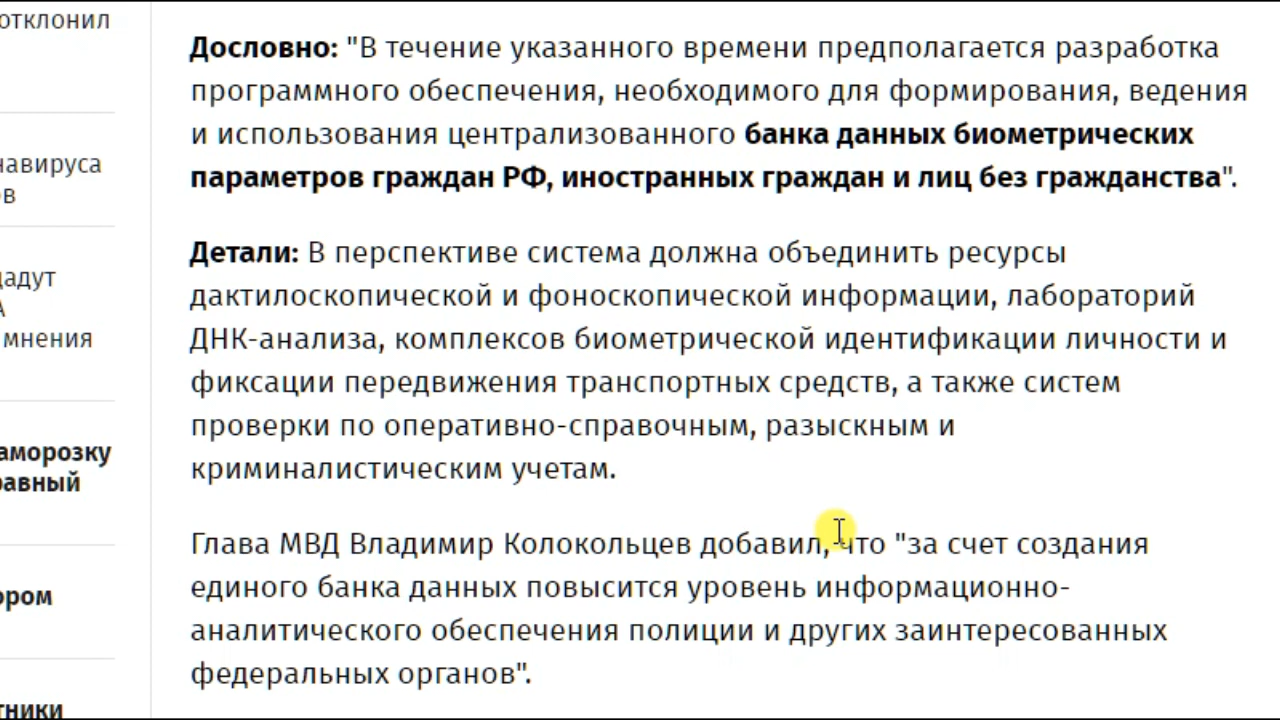 отклонил
навируса
ов
дадут
А
мнения
аморозку
равный
ором
тники
Дословно: "В течение указанного времени предполагается разработка
программного обеспечения, необходимого для формирования, ведения
и использования централизованного банка данных биометрических
параметров граждан РФ, иностранных граждан и лиц без гражданства".
Детали: В перспективе система должна объединить ресурсы
дактилоскопической и фоноскопической информации, лабораторий
ДНК-анализа, комплексов биометрической идентификации личности и
фиксации передвижения транспортных средств, а также систем
проверки по оперативно-справочным, разыскным и
криминалистическим учетам.
Глава МВД Владимир Колокольцев добавил, что "за счет создания
единого банка данных повысится уровень информационно-
аналитического обеспечения полиции и других заинтересованных
федеральных органов".